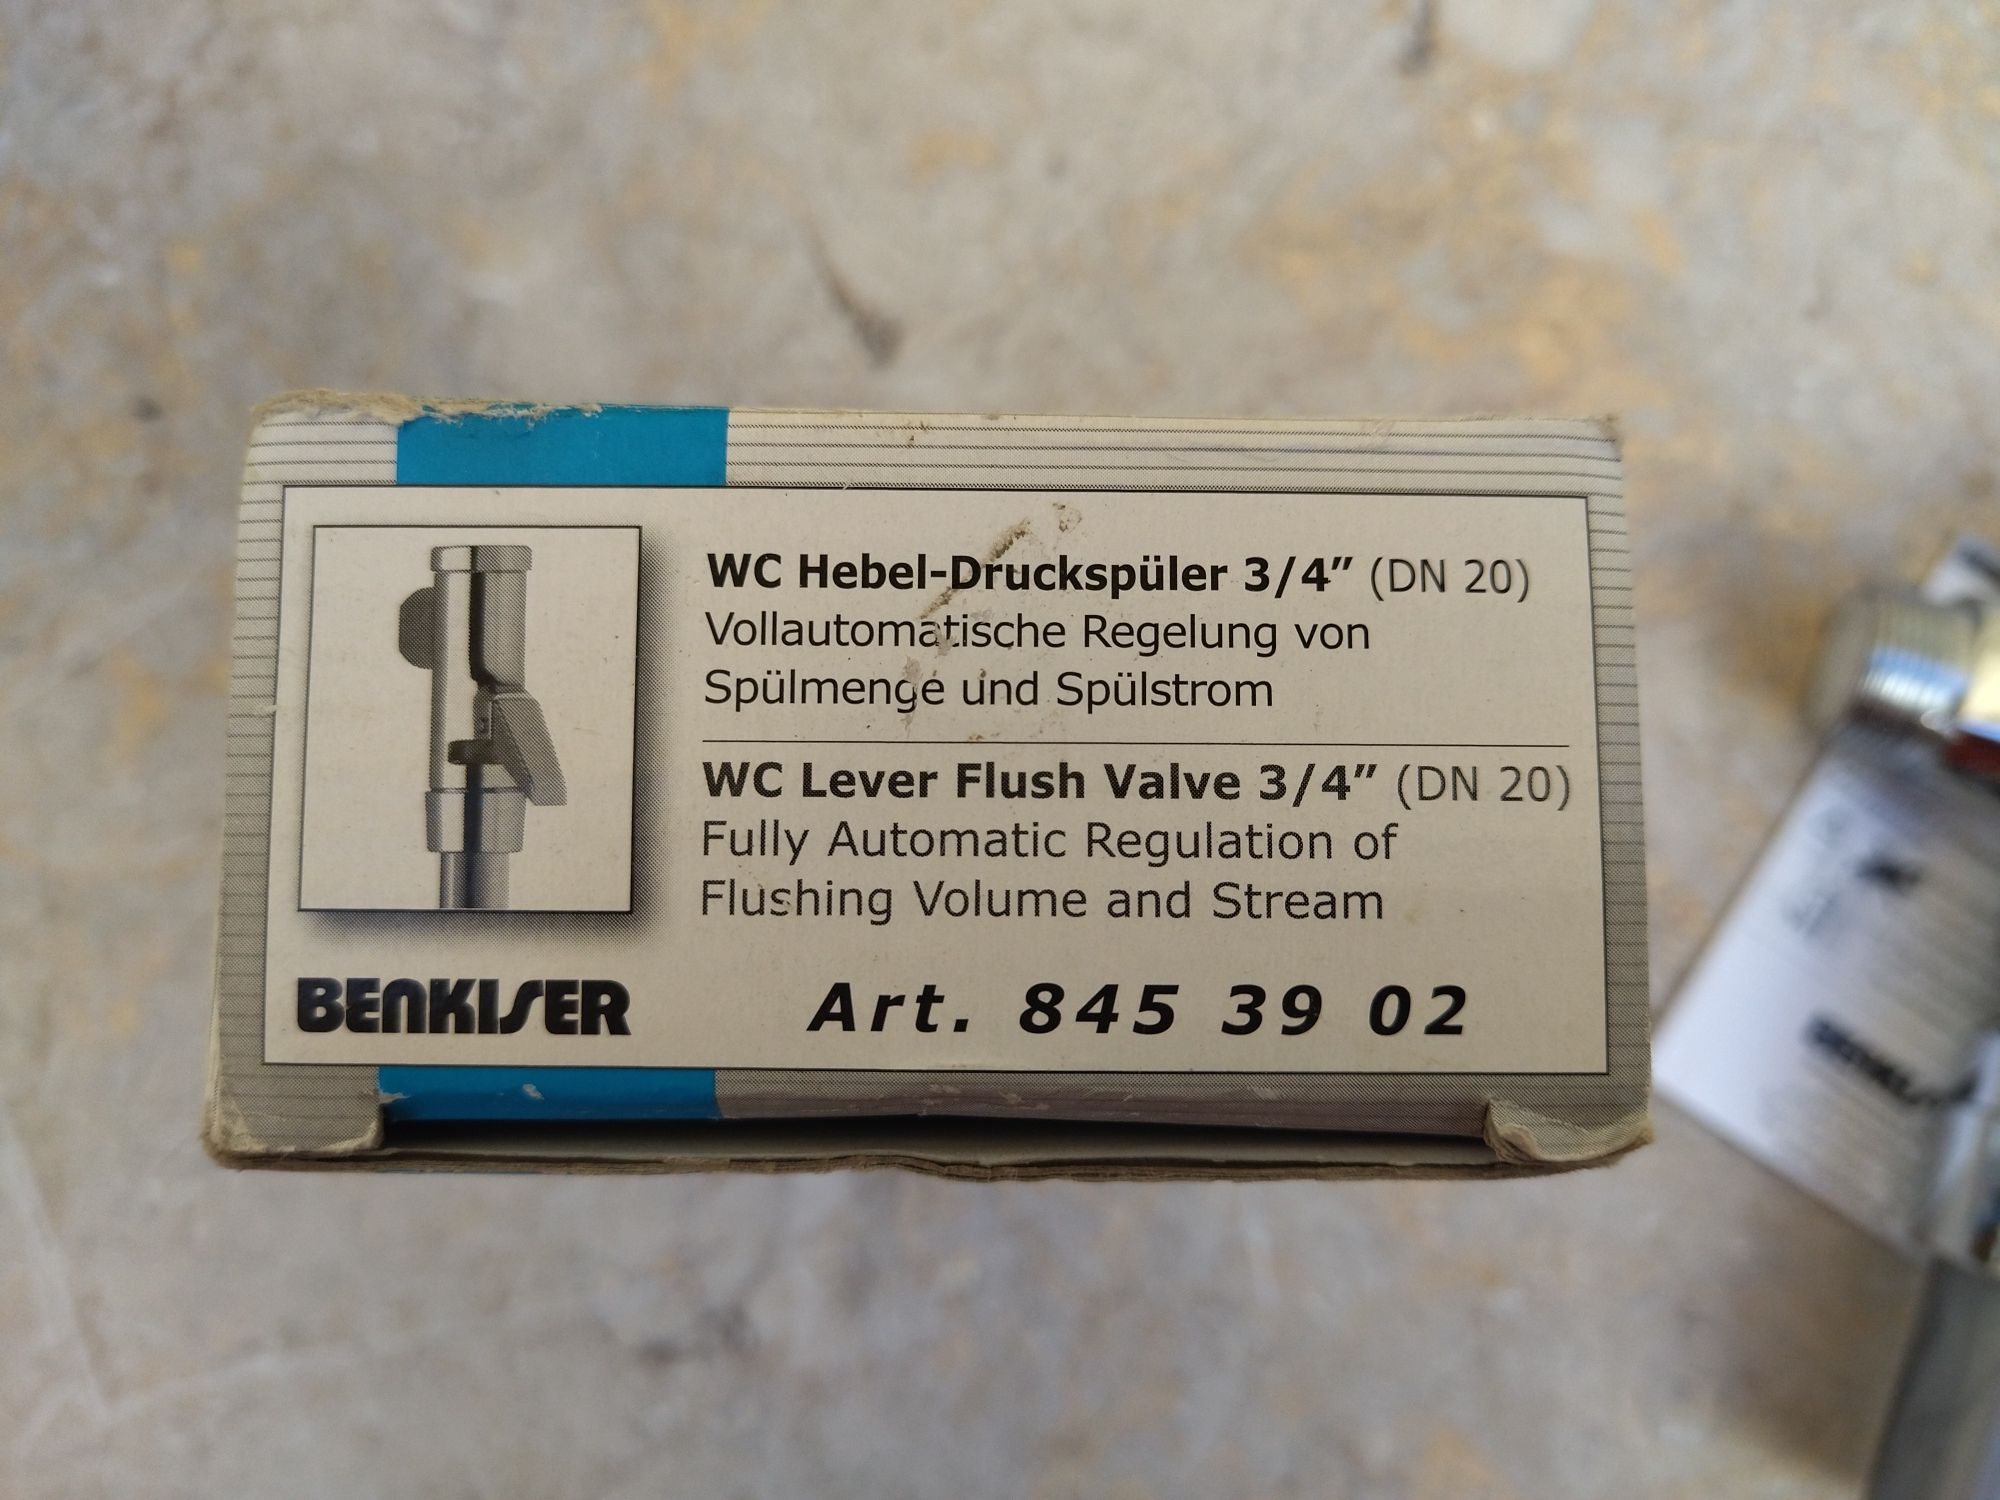 WC Hebel-Druckspüler 3/4” (DN 20)
Vollautomatische Regelung von
Spülmenge und Spülstrom
WC Lever Flush Valve 3/4” (DN 20)
Fully Automatic Regulation of
Flushing Volume and Stream
BENKISER
Art. 845 39 02